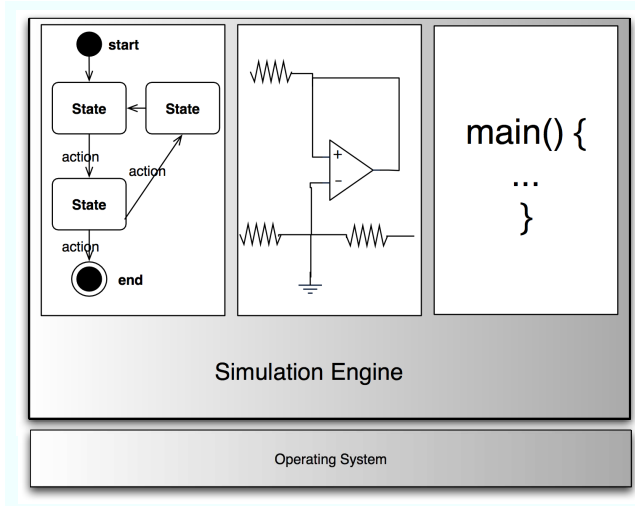 start
State
State
action
action
State
action
end
+
−
main() {
...
}
Simulation Engine
Operating System